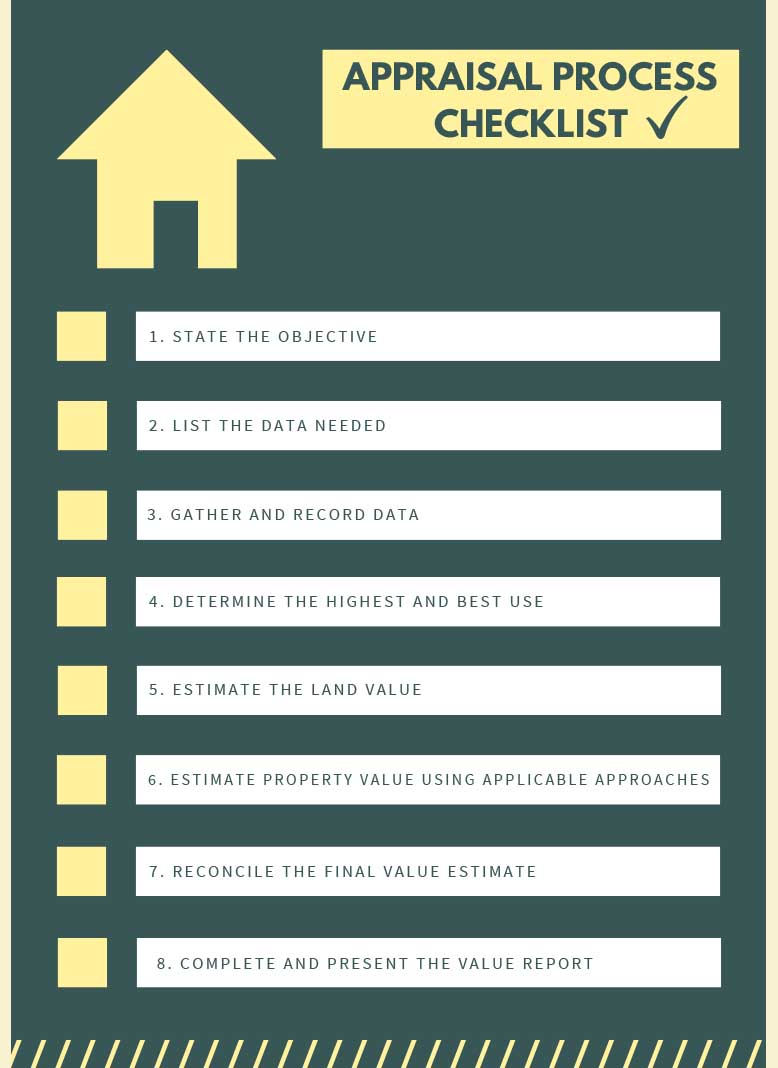 APPRAISAL PROCESS
CHECKLIST ✓
1. STATE THE OBJECTIVE
2. LIST THE DATA NEEDED
3. GATHER AND RECORD DATA
4. DETERMINE THE HIGHEST AND BEST USE
5. ESTIMATE THE LAND VALUE
6. ESTIMATE PROPERTY VALUE USING APPLICABLE APPROACHES
7. RECONCILE THE FINAL VALUE ESTIMATE
8. COMPLETE AND PRESENT THE VALUE REPORT